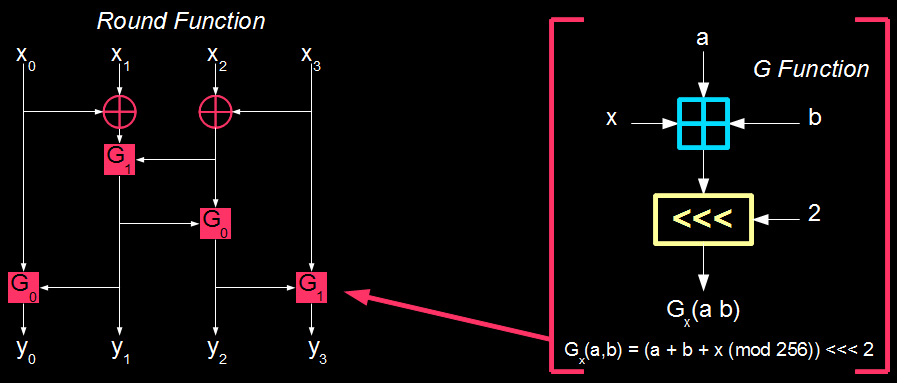 Round Function
x0 x1 x2 x3
G1
G0
G0 G1
y0 y1 y2 y3
a
G Function
x b
<<< 2
Gx(a b)
Gx(a,b) = (a + b + x (mod 256)) <<< 2